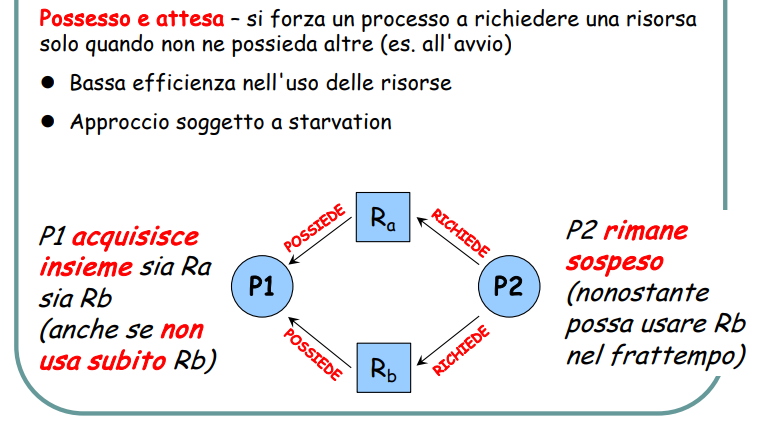 Possesso e attesa – si forza un processo a richiedere una risorsa
solo quando non ne possieda altre (es. all'avvio)
● Bassa efficienza nell'uso delle risorse
● Approccio soggetto a starvation
P1 acquisisce
insieme sia Ra
sia Rb
(anche se non
usa subito Rb)
POSSIEDE
Ra
RICHIEDE
P1
P2
POSSIEDE
Rb
RICHIEDE
P2 rimane
sospeso
(nonostante
possa usare Rb
nel frattempo)